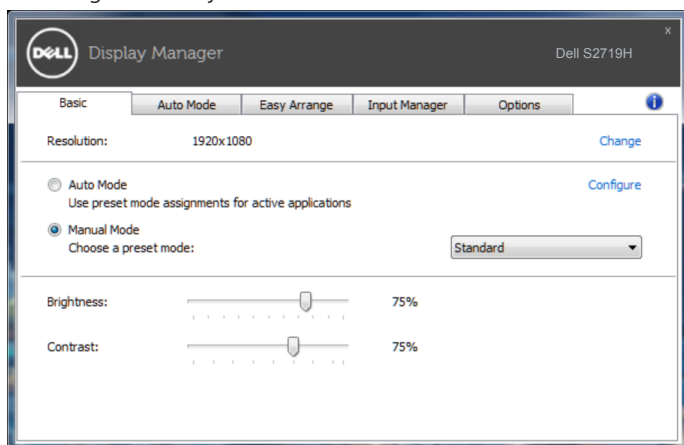 DELL
Display Manager
x
Dell S2719H
Basic
Auto Mode
Easy Arrange
Input Manager
Options
i
Resolution:
1920x1080
Change
Auto Mode
Configure
Use preset mode assignments for active applications
Manual Mode
Choose a preset mode:
Standard
Brightness:
75%
Contrast:
75%